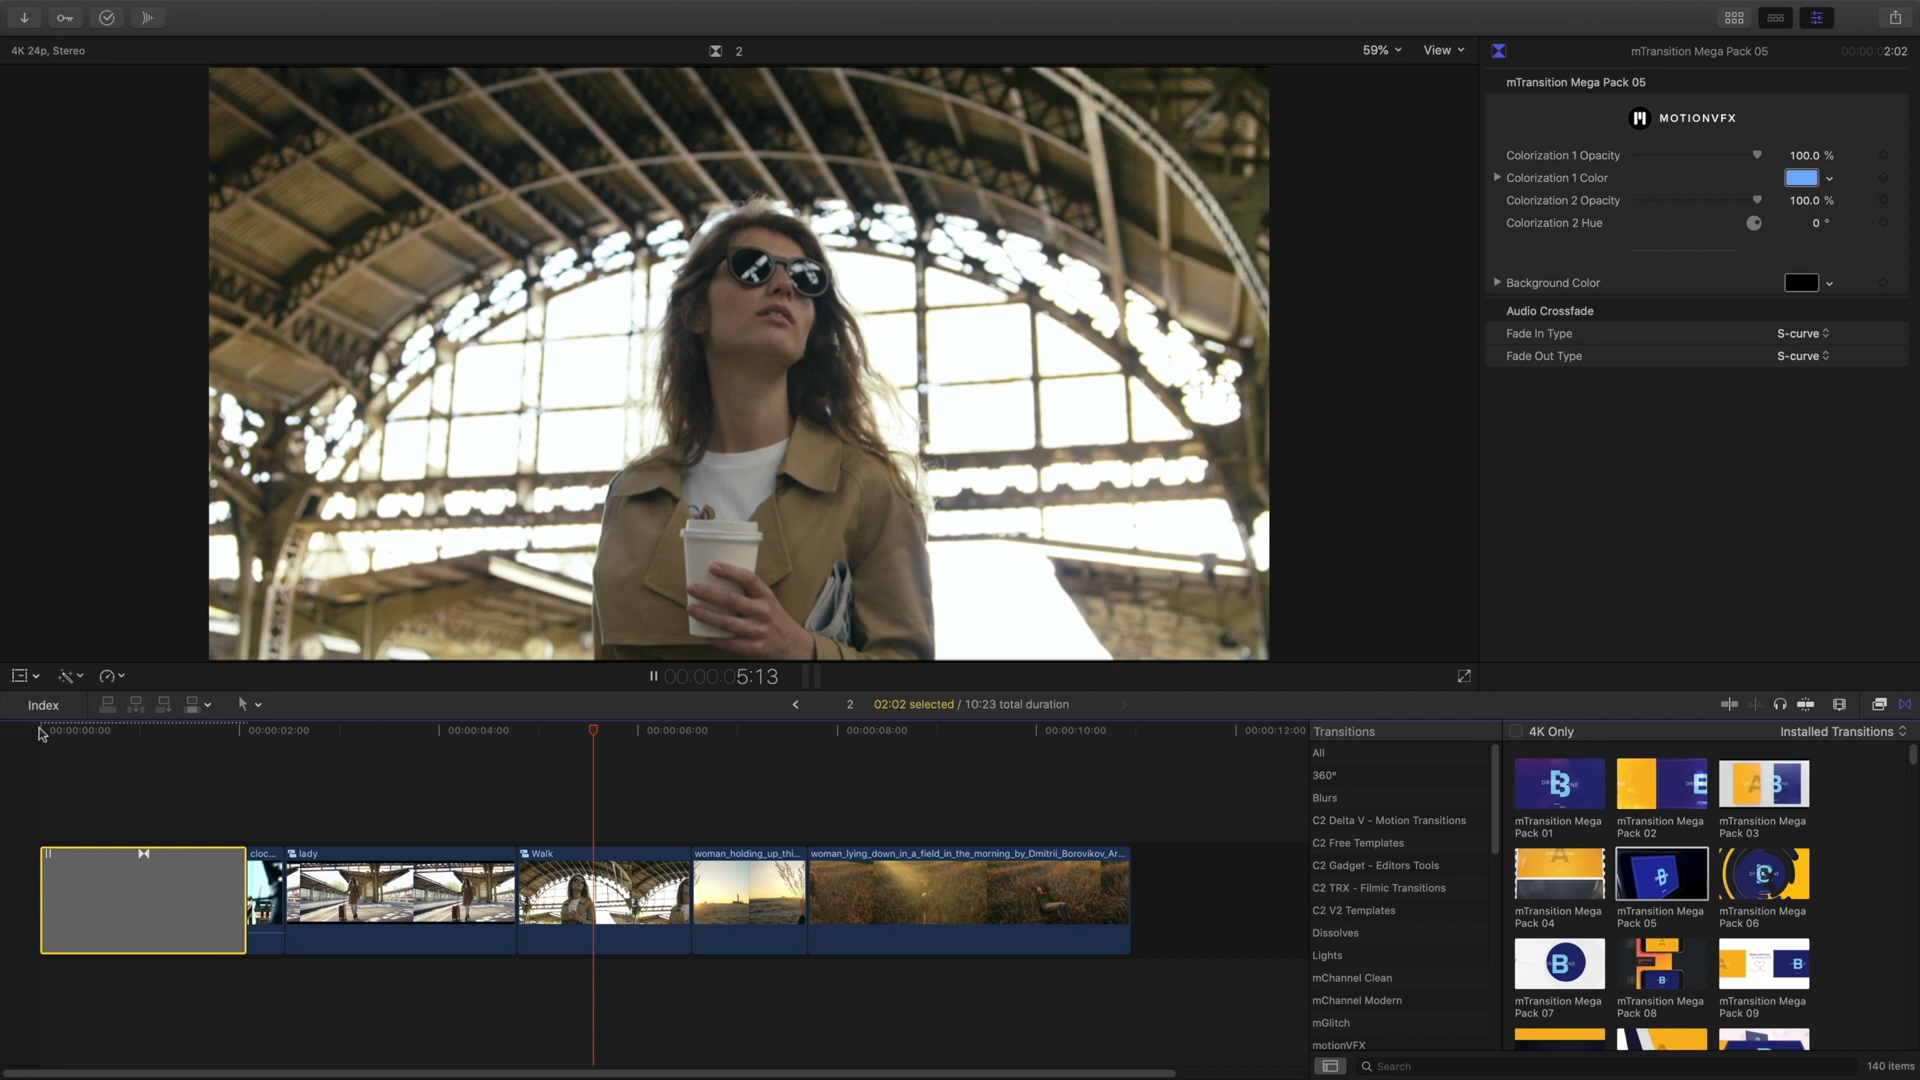 4K 24p, Stereo
2
59%
View
mTransition Mega Pack 05
00:00:02:02
mTransition Mega Pack 05
MOTIONVFX
Colorization 1 Opacity
100.0 %
Colorization 1 Color
Colorization 2 Opacity
100.0 %
Colorization 2 Hue
0 °
Background Color
Audio Crossfade
Fade In Type
S-curve
Fade Out Type
S-curve
00:00:05:13
Index
2
02:02 selected / 10:23 total duration
00:00:00:00
00:00:02:00
00:00:04:00
00:00:06:00
00:00:08:00
00:00:10:00
00:00:12:00
cloc...
lady
Walk
woman_holding_up_thi...
woman_lying_down_in_a_field_in_the_morning_by_Dmitrii_Borovikov_Ar...
Transitions
All
360°
Blurs
C2 Delta V - Motion Transitions
C2 Free Templates
C2 Gadget - Editors Tools
C2 TRX - Filmic Transitions
C2 V2 Templates
Dissolves
Lights
mChannel Clean
mChannel Modern
mGlitch
motionVFX
4K Only
Installed Transitions
mTransition Mega
Pack 01
mTransition Mega
Pack 02
mTransition Mega
Pack 03
mTransition Mega
Pack 04
mTransition Mega
Pack 05
mTransition Mega
Pack 06
mTransition Mega
Pack 07
mTransition Mega
Pack 08
mTransition Mega
Pack 09
Search
140 items